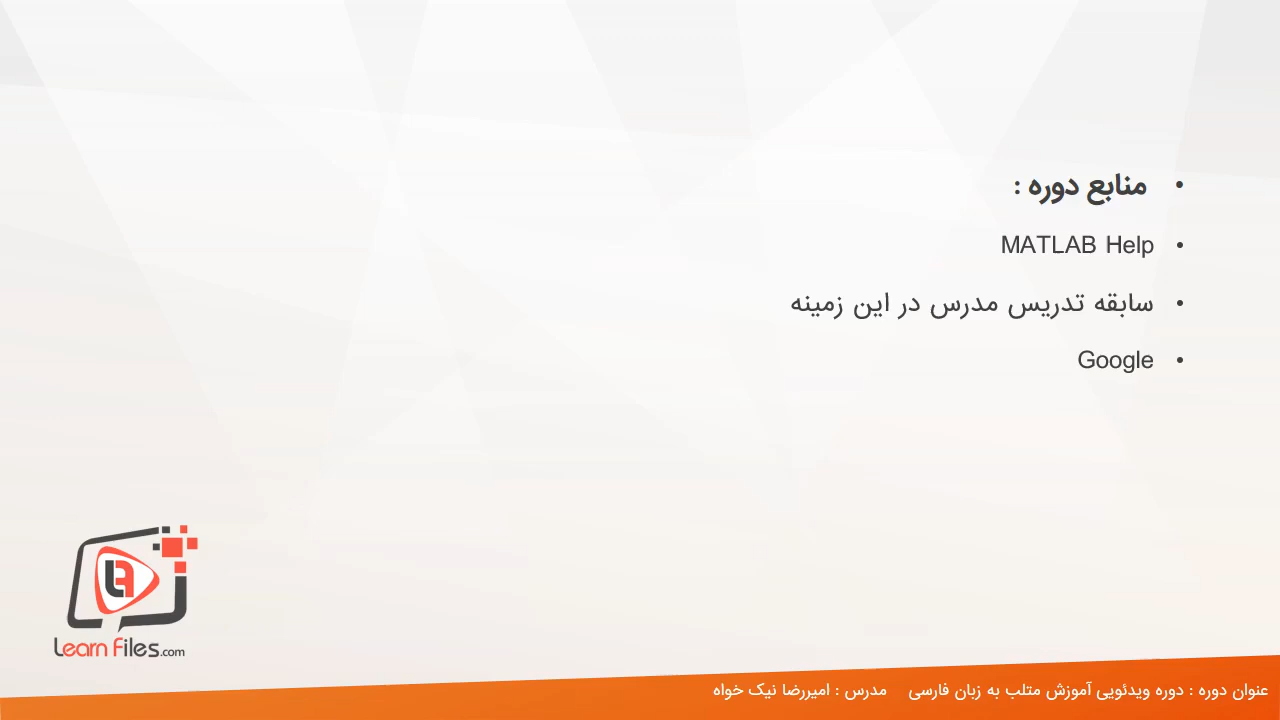 • منابع دوره :
• MATLAB Help
• سابقه تدریس مدرس در این زمینه
• Google
LF
Learn Files.com
عنوان دوره : دوره ویدئویی آموزش متلب به زبان فارسی مدرس : امیررضا نیک خواه